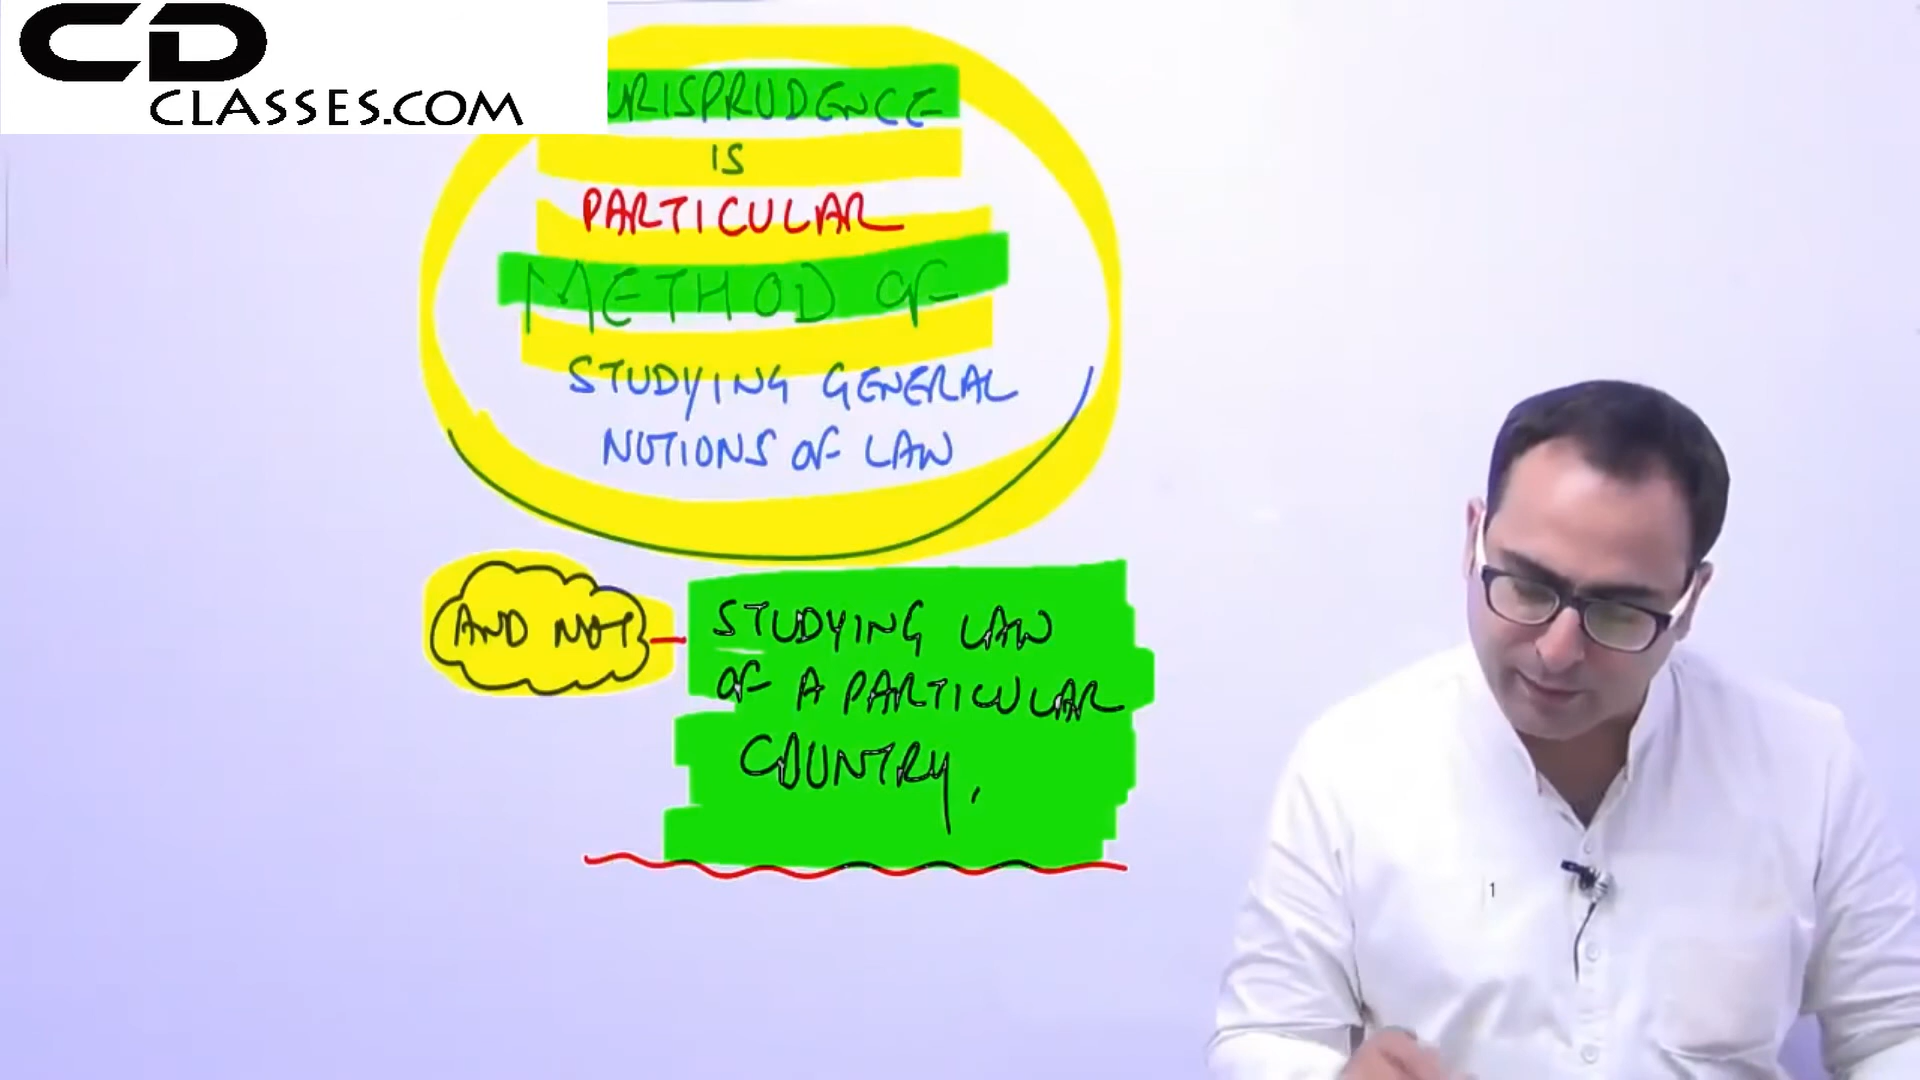 CD
CLASSES.COM
URISPRUDENCE
IS
PARTICULAR
METHOD OF
STUDYING GENERAL
NOTIONS OF LAW
AND NOT
STUDYING LAW
OF A PARTICULAR
COUNTRY.